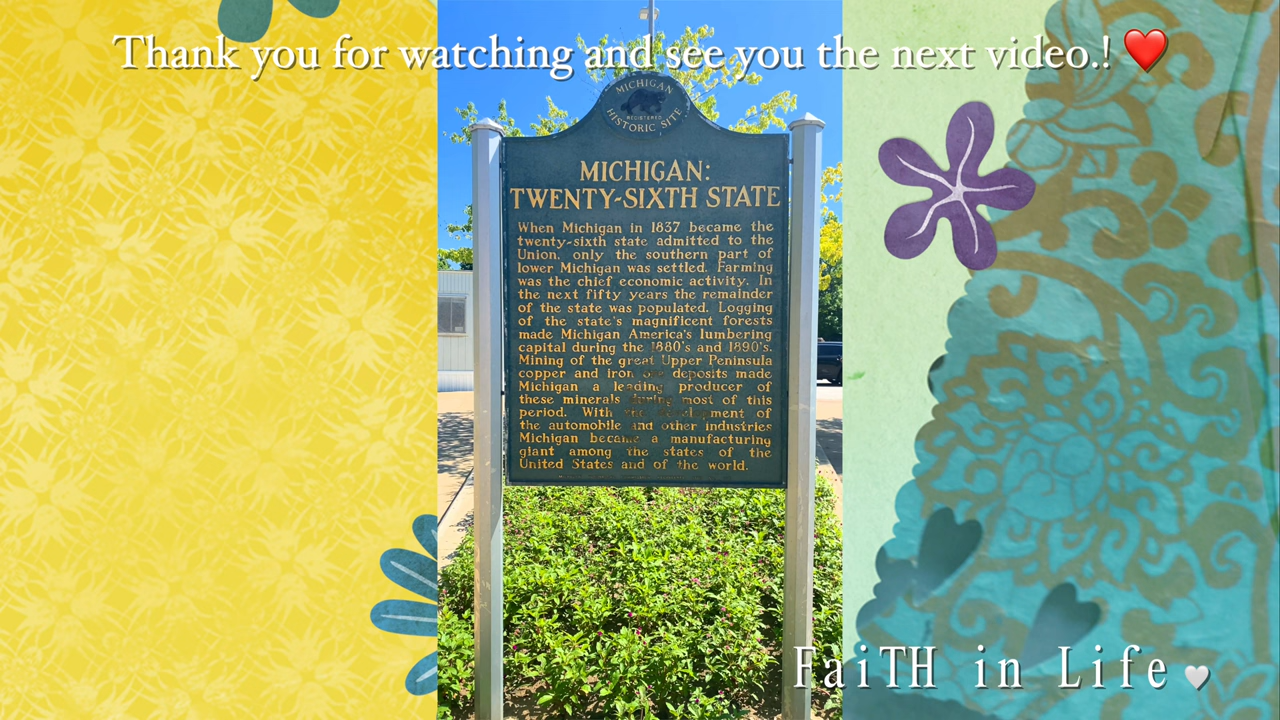 Thank you for watching and see you the next video.! ❤️
MICHIGAN
REGISTERED
HISTORIC SITE
MICHIGAN:
TWENTY-SIXTH STATE
When Michigan in 1837 became the
twenty-sixth state admitted to the
Union, only the southern part of
lower Michigan was settled. Farming
was the chief economic activity. In
the next fifty years the remainder
of the state was populated. Logging
of the state's magnificent forests
made Michigan America's lumbering
capital during the 1880's and 1890's.
Mining of the great Upper Peninsula
copper and iron ore deposits made
Michigan a leading producer of
these minerals during most of this
period. With the development of
the automobile and other industries
Michigan became a manufacturing
giant among the states of the
United States and of the world.
FaiTH in Life 🤍